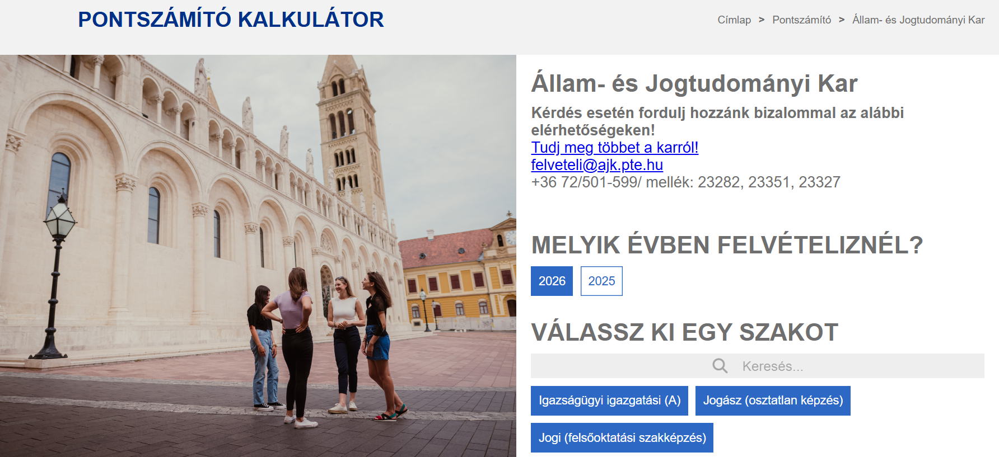 PONTSZÁMÍTÓ KALKULÁTOR
Címlap > Pontszámító > Állam- és Jogtudományi Kar
Állam- és Jogtudományi Kar
Kérdés esetén fordulj hozzánk bizalommal az alábbi
elérhetőségeken!
Tudj meg többet a karról!
felveteli@ajk.pte.hu
+36 72/501-599/ mellék: 23282, 23351, 23327
MELYIK ÉVBEN FELVÉTELIZNÉL?
2026 2025
VÁLASSZ KI EGY SZAKOT
Keresés...
Igazságügyi igazgatási (A) Jogász (osztatlan képzés)
Jogi (felsőoktatási szakképzés)